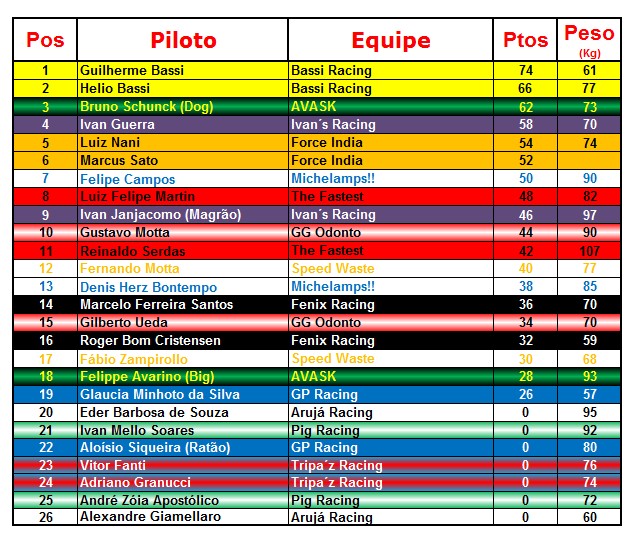 Pos Piloto Equipe Ptos Peso (Kg)
1 Guilherme Bassi Bassi Racing 74 61
2 Helio Bassi Bassi Racing 66 77
3 Bruno Schunck (Dog) AVASK 62 73
4 Ivan Guerra Ivan´s Racing 58 70
5 Luiz Nani Force India 54 74
6 Marcus Sato Force India 52
7 Felipe Campos Michelamps!! 50 90
8 Luiz Felipe Martin The Fastest 48 82
9 Ivan Janjacomo (Magrão) Ivan´s Racing 46 97
10 Gustavo Motta GG Odonto 44 90
11 Reinaldo Serdas The Fastest 42 107
12 Fernando Motta Speed Waste 40 77
13 Denis Herz Bontempo Michelamps!! 38 85
14 Marcelo Ferreira Santos Fenix Racing 36 70
15 Gilberto Ueda GG Odonto 34 70
16 Roger Bom Cristensen Fenix Racing 32 59
17 Fábio Zampirollo Speed Waste 30 68
18 Felippe Avarino (Big) AVASK 28 93
19 Glaucia Minhoto da Silva GP Racing 26 57
20 Eder Barbosa de Souza Arujá Racing 0 95
21 Ivan Mello Soares Pig Racing 0 92
22 Aloísio Siqueira (Ratão) GP Racing 0 80
23 Vitor Fanti Tripa´z Racing 0 76
24 Adriano Granucci Tripa´z Racing 0 74
25 André Zóia Apostólico Pig Racing 0 72
26 Alexandre Giamellaro Arujá Racing 0 60